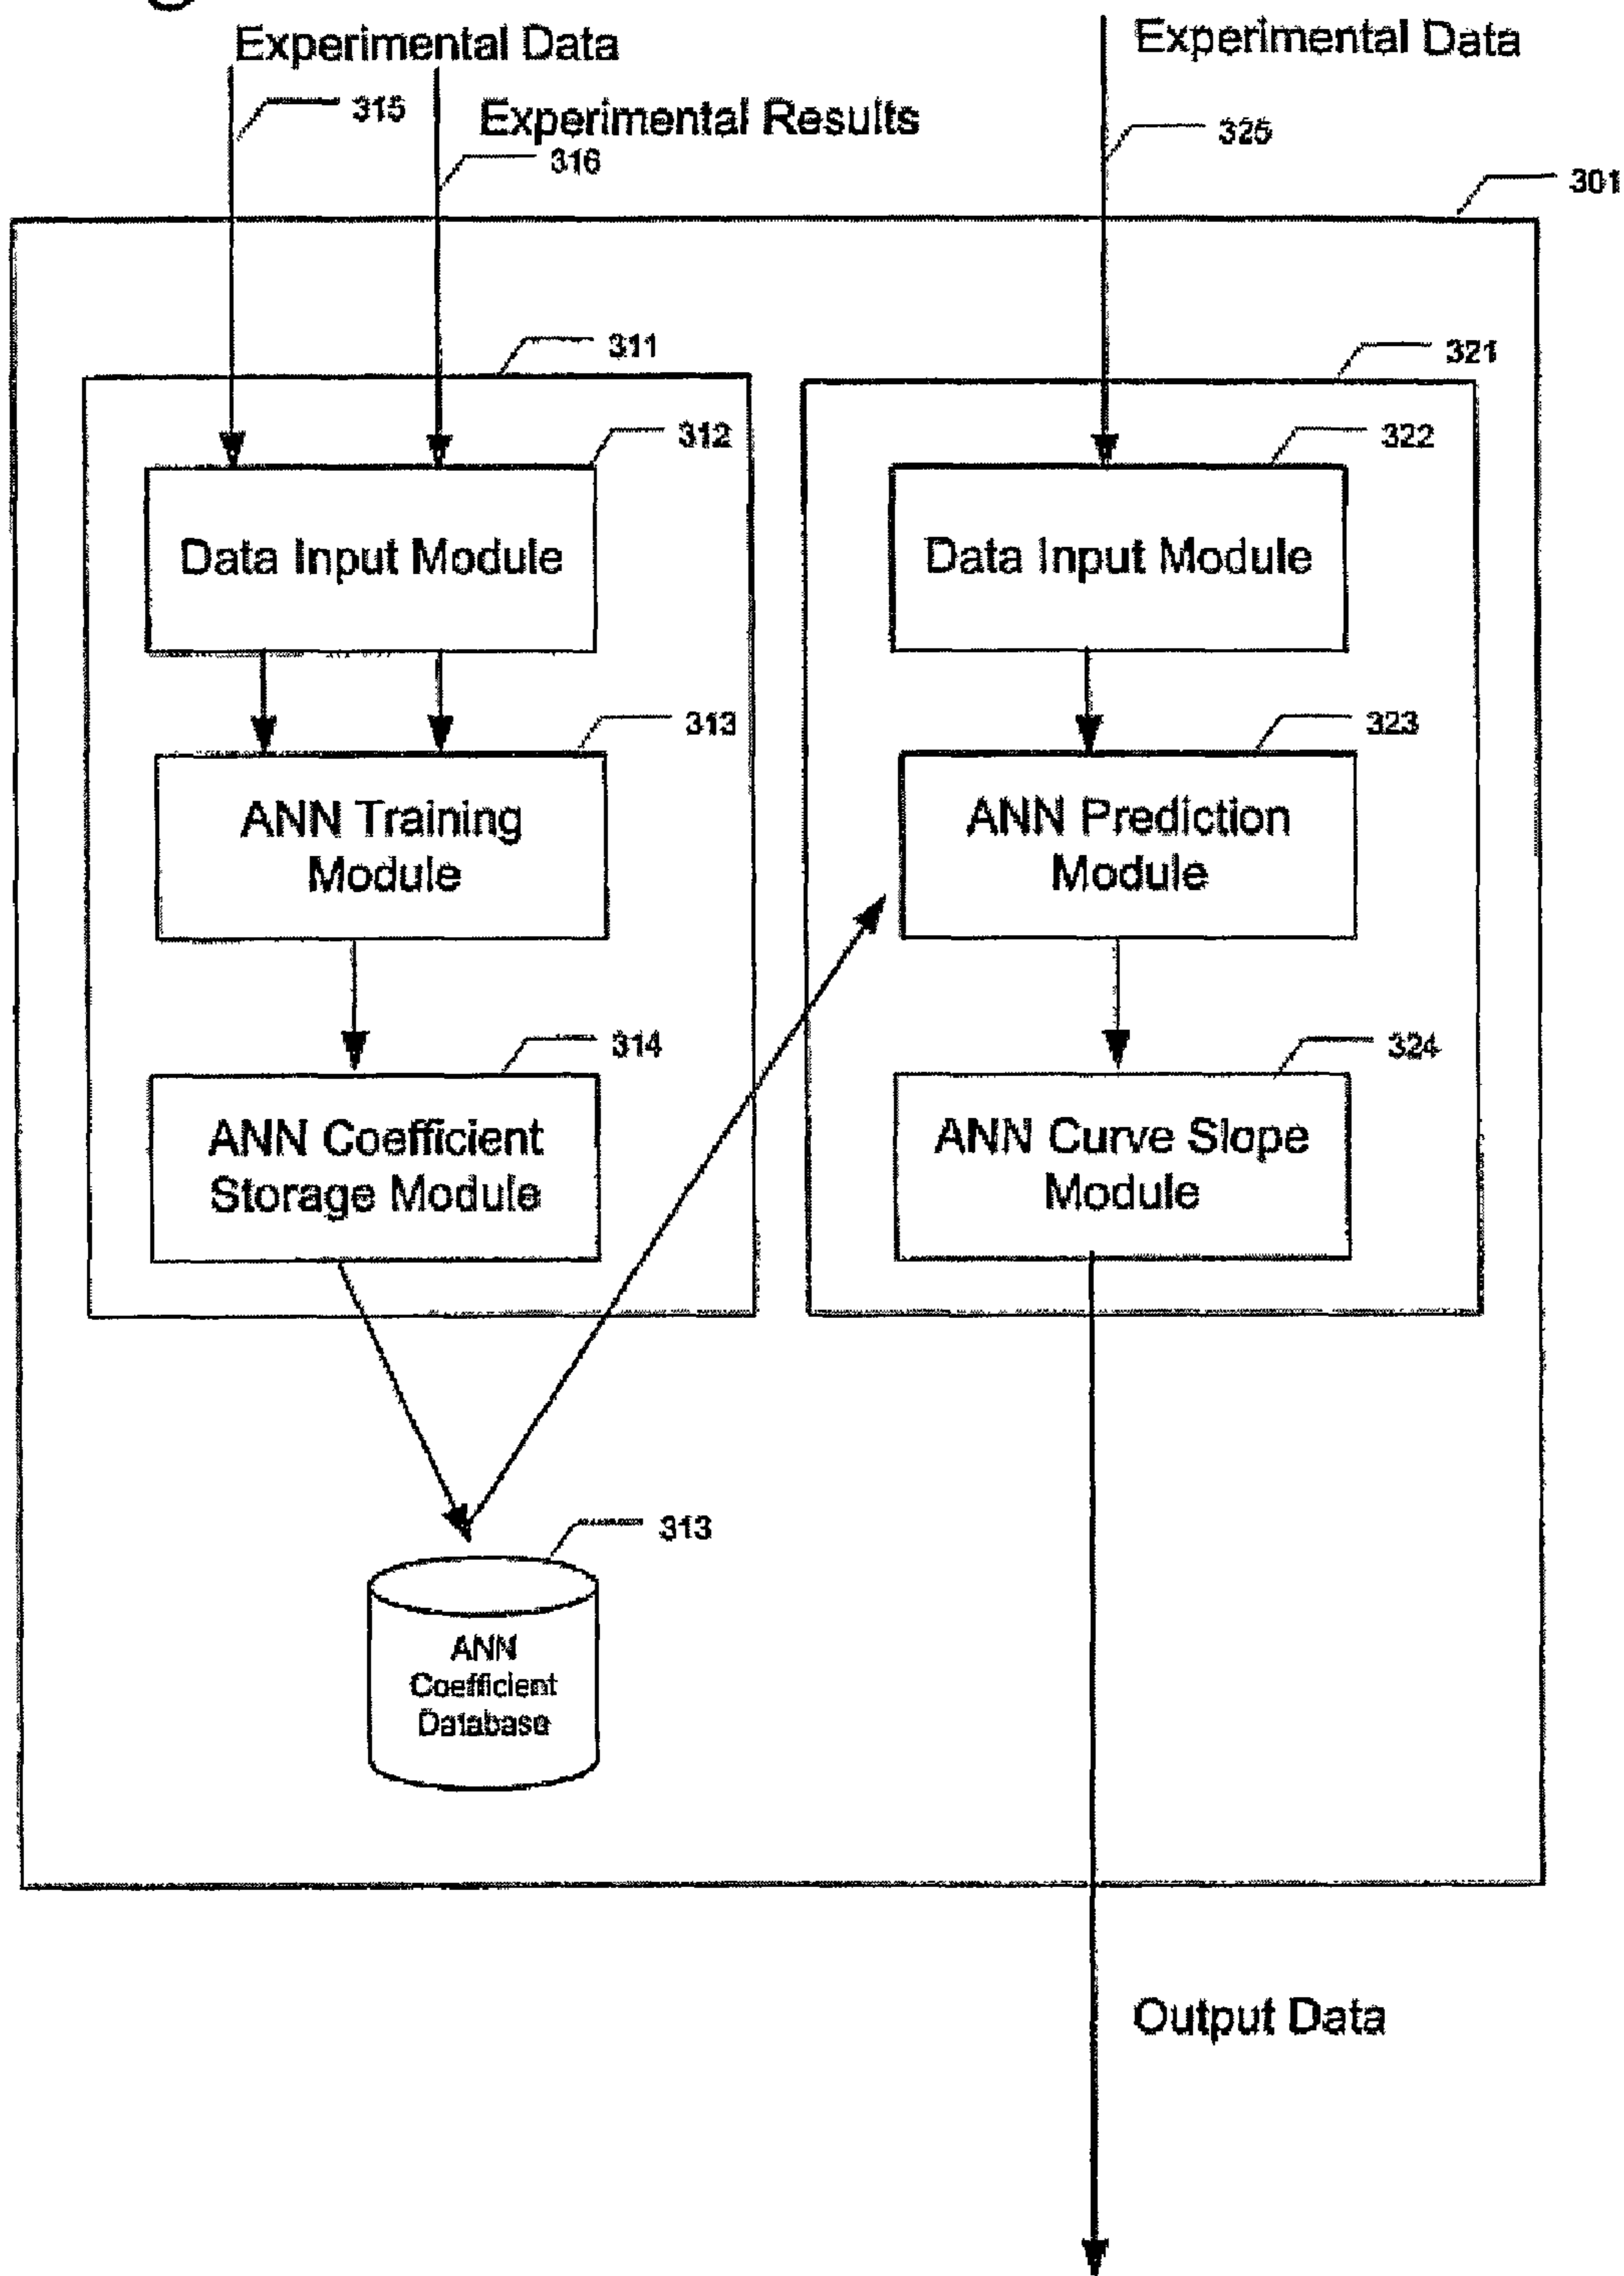 Experimental Data
315
Experimental Results
316
Experimental Data
325
301
311
312
Data Input Module
313
ANN Training
Module
314
ANN Coefficient
Storage Module
321
322
Data Input Module
323
ANN Prediction
Module
324
ANN Curve Slope
Module
313
ANN
Coefficient
Database
Output Data